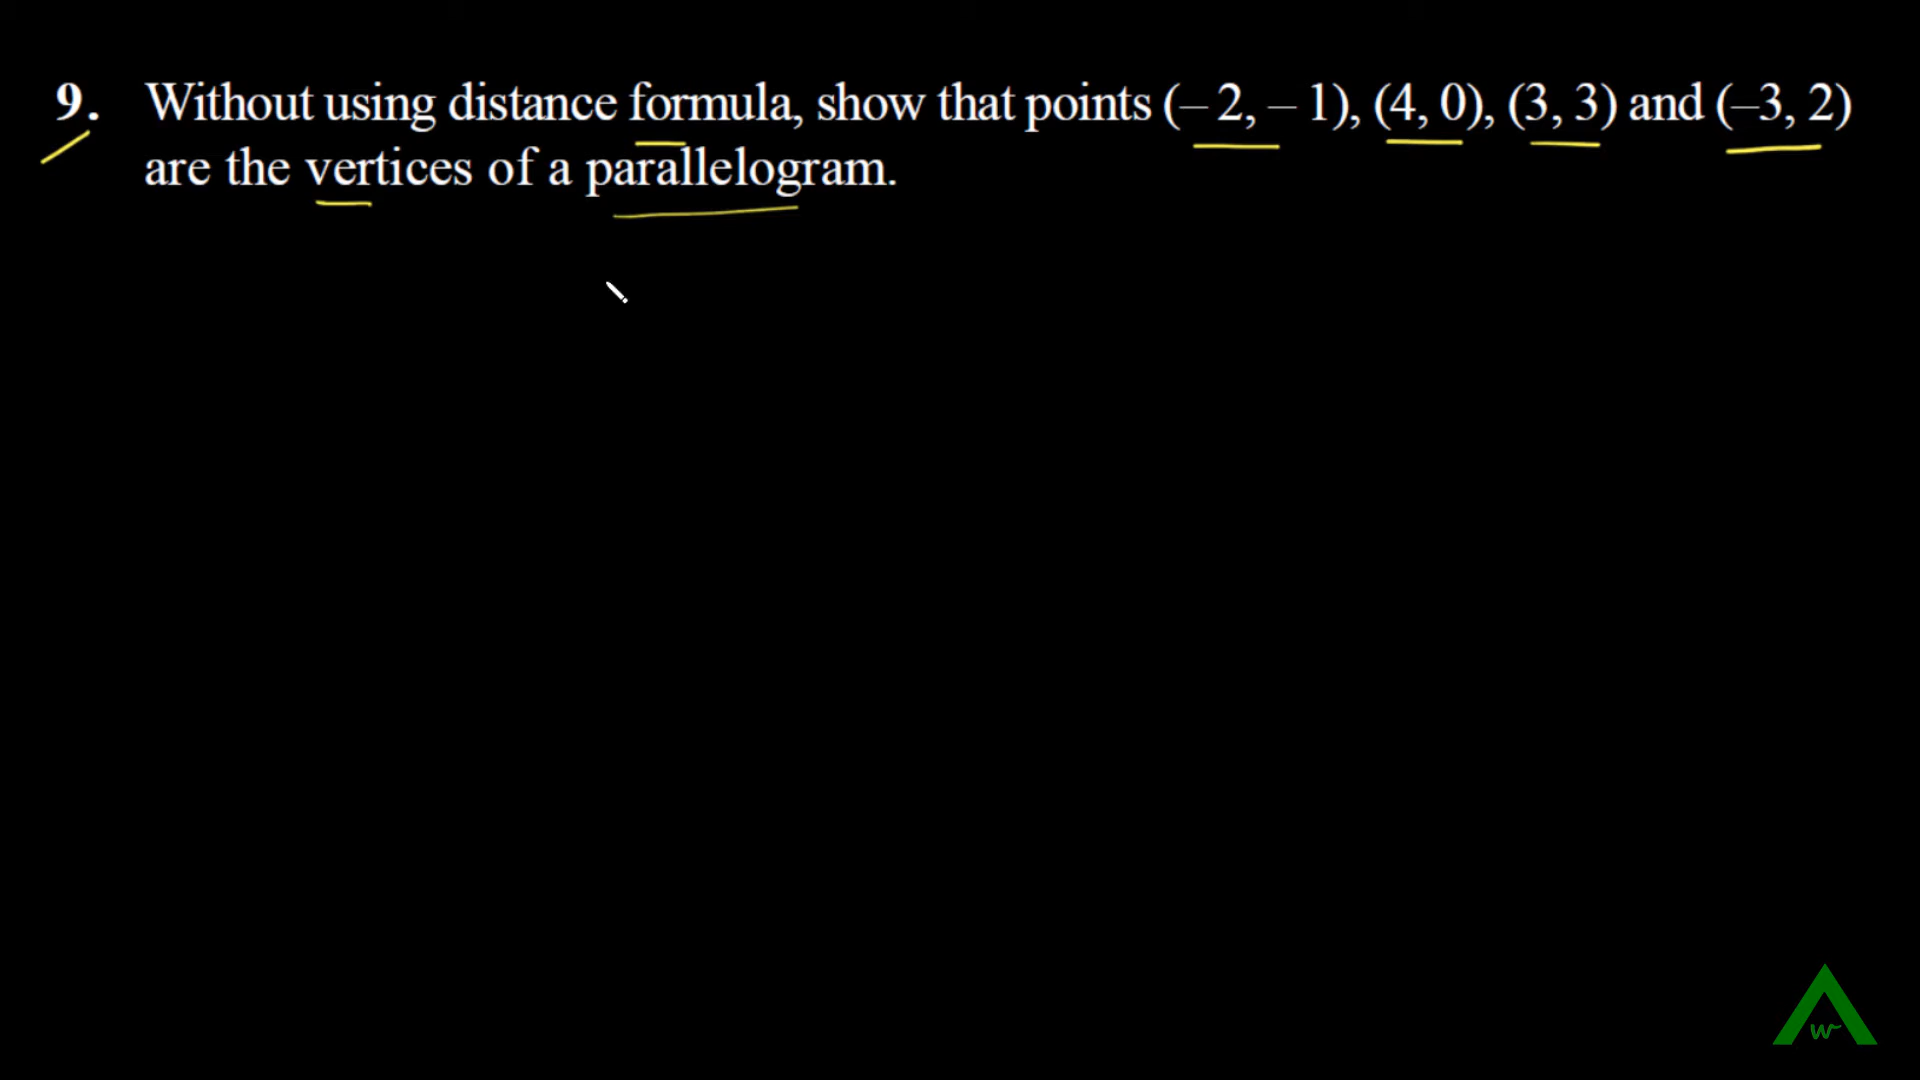 9. Without using distance formula, show that points (– 2, – 1), (4, 0), (3, 3) and (–3, 2)
are the vertices of a parallelogram.
w